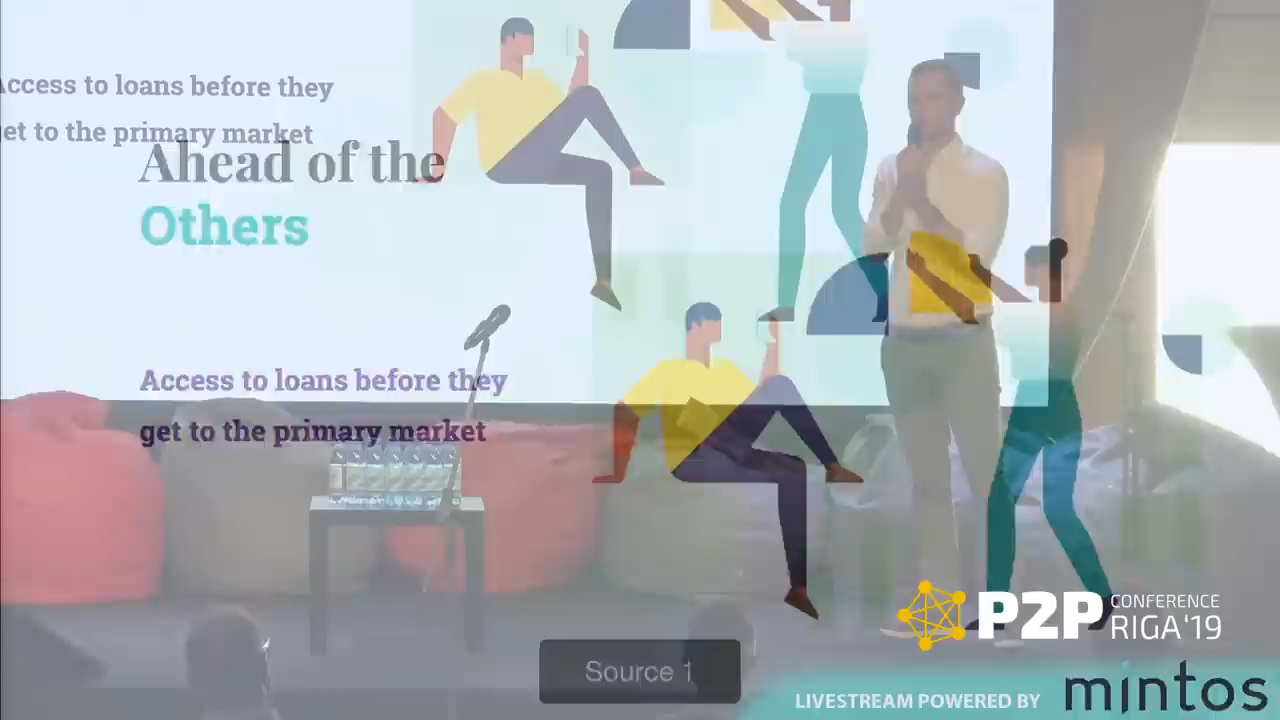 Access to loans before they
get to the primary market
Ahead of the
Others
Access to loans before they
get to the primary market
Source 1
P2P CONFERENCE
RIGA'19
LIVESTREAM POWERED BY mintos